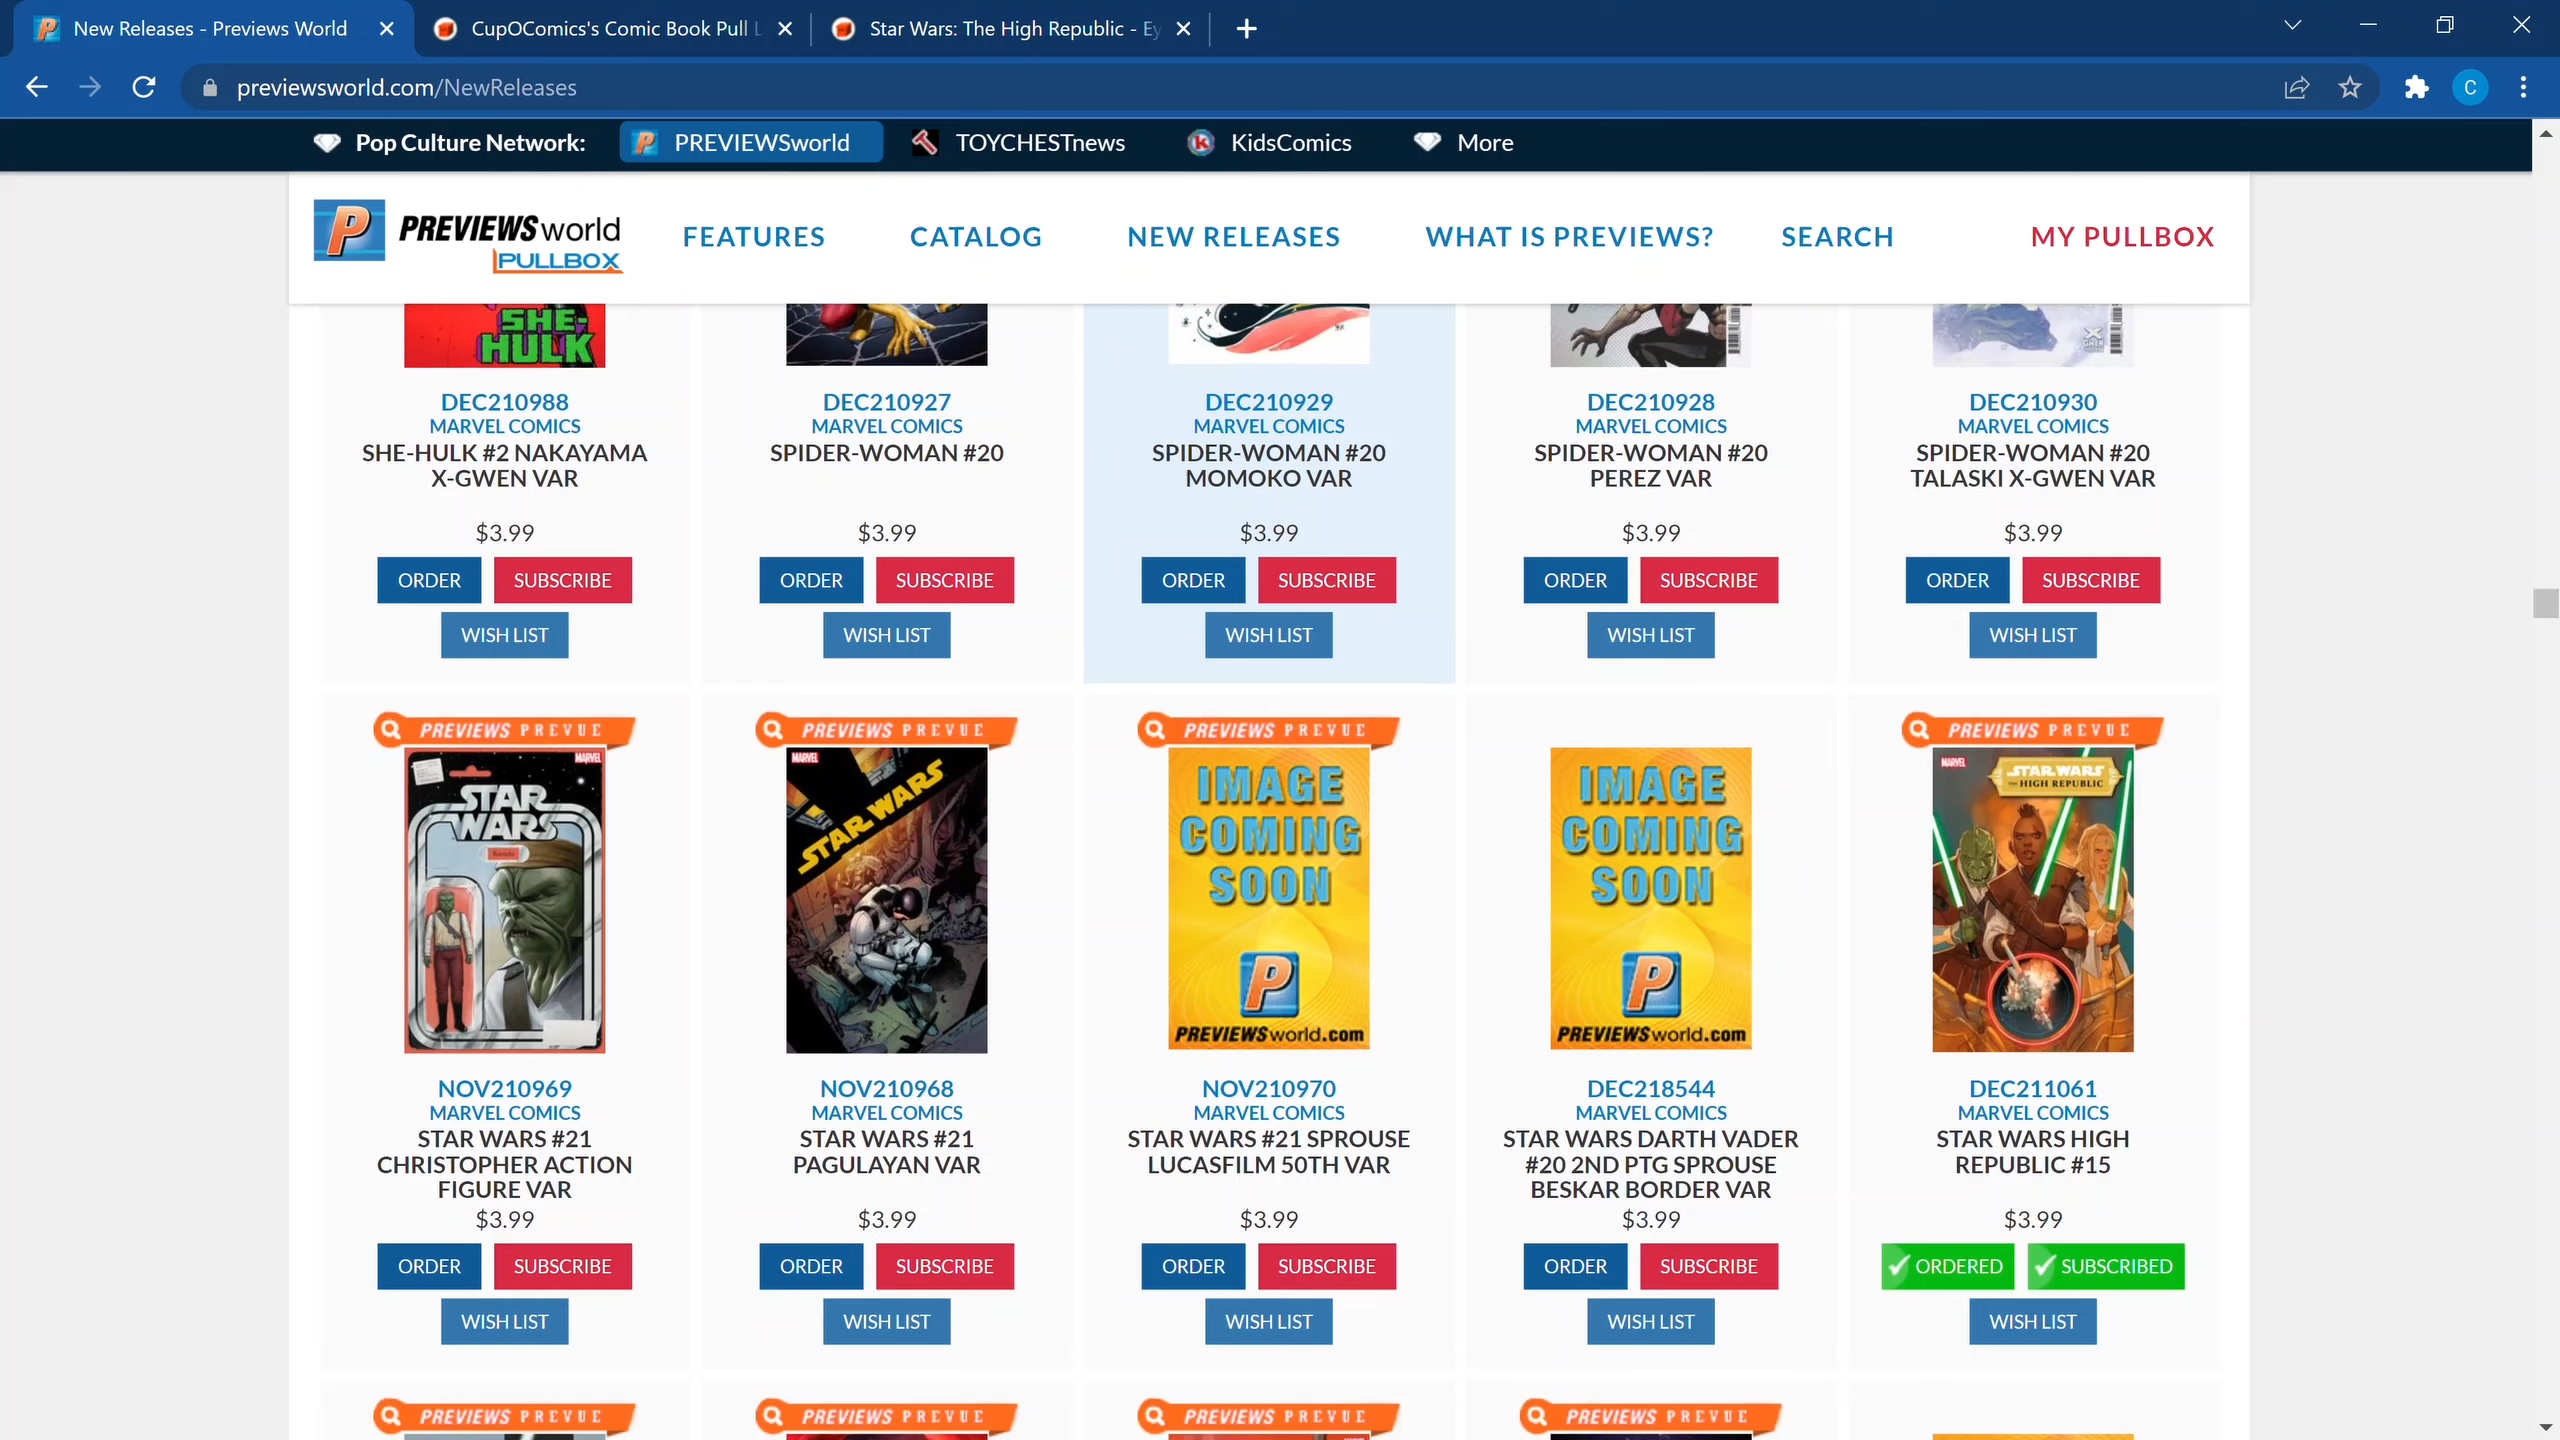 New Releases - Previews World
CupOComics's Comic Book Pull L
Star Wars: The High Republic - Ey
previewsworld.com/NewReleases
C
Pop Culture Network:
PREVIEWSworld
TOYCHESTnews
KidsComics
More
P PREVIEWS world
PULLBOX
FEATURES
CATALOG
NEW RELEASES
WHAT IS PREVIEWS?
SEARCH
MY PULLBOX
SHE-
HULK
DEC210988
MARVEL COMICS
SHE-HULK #2 NAKAYAMA
X-GWEN VAR
$3.99
ORDER
SUBSCRIBE
WISH LIST
DEC210927
MARVEL COMICS
SPIDER-WOMAN #20
$3.99
ORDER
SUBSCRIBE
WISH LIST
DEC210929
MARVEL COMICS
SPIDER-WOMAN #20
MOMOKO VAR
$3.99
ORDER
SUBSCRIBE
WISH LIST
DEC210928
MARVEL COMICS
SPIDER-WOMAN #20
PEREZ VAR
$3.99
ORDER
SUBSCRIBE
WISH LIST
DEC210930
MARVEL COMICS
SPIDER-WOMAN #20
TALASKI X-GWEN VAR
$3.99
ORDER
SUBSCRIBE
WISH LIST
PREVIEWS PREVUE
MARVEL
STAR
WARS
NOV210969
MARVEL COMICS
STAR WARS #21
CHRISTOPHER ACTION
FIGURE VAR
$3.99
ORDER
SUBSCRIBE
WISH LIST
PREVIEWS PREVUE
MARVEL
STAR WARS
NOV210968
MARVEL COMICS
STAR WARS #21
PAGULAYAN VAR
$3.99
ORDER
SUBSCRIBE
WISH LIST
PREVIEWS PREVUE
IMAGE
COMING
SOON
P
PREVIEWSworld.com
NOV210970
MARVEL COMICS
STAR WARS #21 SPROUSE
LUCASFILM 50TH VAR
$3.99
ORDER
SUBSCRIBE
WISH LIST
IMAGE
COMING
SOON
P
PREVIEWSworld.com
DEC218544
MARVEL COMICS
STAR WARS DARTH VADER
#20 2ND PTG SPROUSE
BESKAR BORDER VAR
$3.99
ORDER
SUBSCRIBE
WISH LIST
PREVIEWS PREVUE
MARVEL
STAR WARS
THE HIGH REPUBLIC
DEC211061
MARVEL COMICS
STAR WARS HIGH
REPUBLIC #15
$3.99
ORDERED
SUBSCRIBED
WISH LIST
PREVIEWS PREVUE
PREVIEWS PREVUE
PREVIEWS PREVUE
PREVIEWS PREVUE